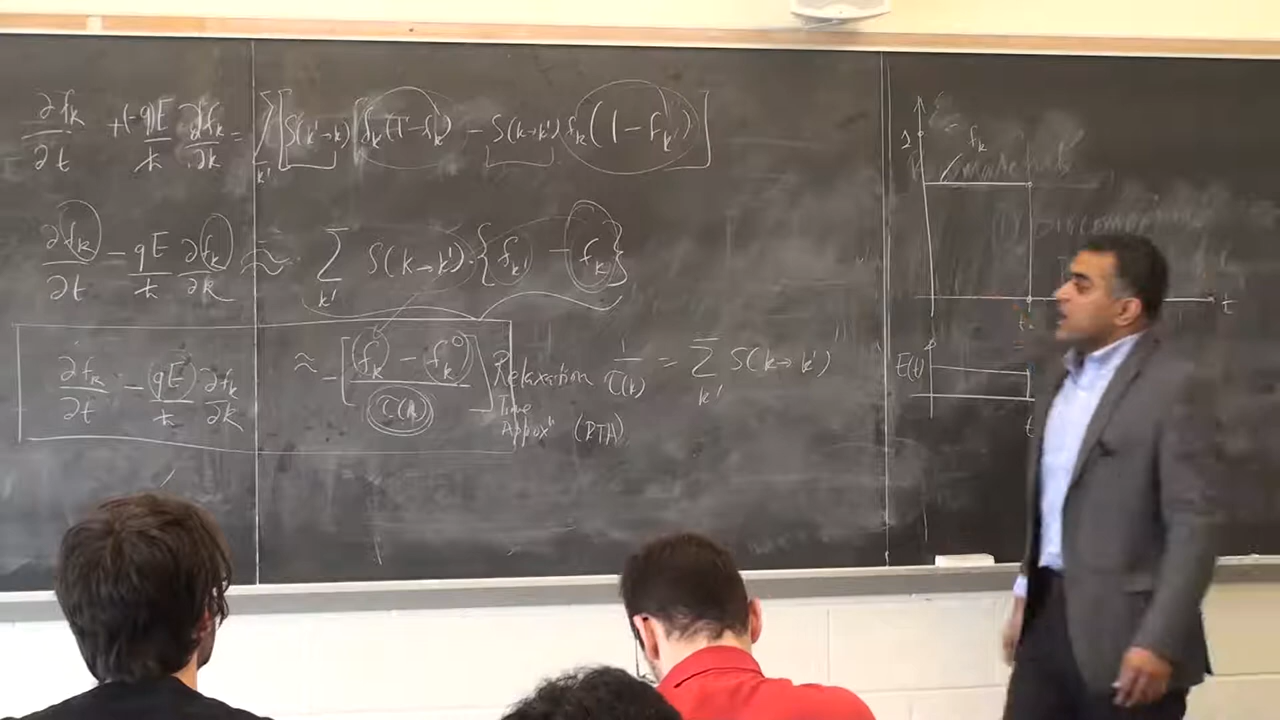 ∂f_k/∂t + (-q)E/ħ ∂f_k/∂k = Σ_k' [S(k'→k) f_k'(1-f_k) - S(k→k') f_k(1-f_k')]
∂f_k/∂t - qE/ħ ∂f_k/∂k ≈ Σ_k' S(k→k')·{f_k' - f_k}
∂f_k/∂t - (qE)/ħ ∂f_k/∂k ≈ -[(f_k - f_k^0)/τ(k)] Relaxation
Time
Approx^n (RTA)
1/τ(k) = Σ_k' S(k→k')
1 f_k
t
E(t)
t